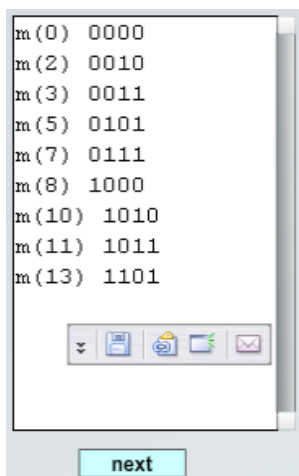 m(0) 0000
m(2) 0010
m(3) 0011
m(5) 0101
m(7) 0111
m(8) 1000
m(10) 1010
m(11) 1011
m(13) 1101
next